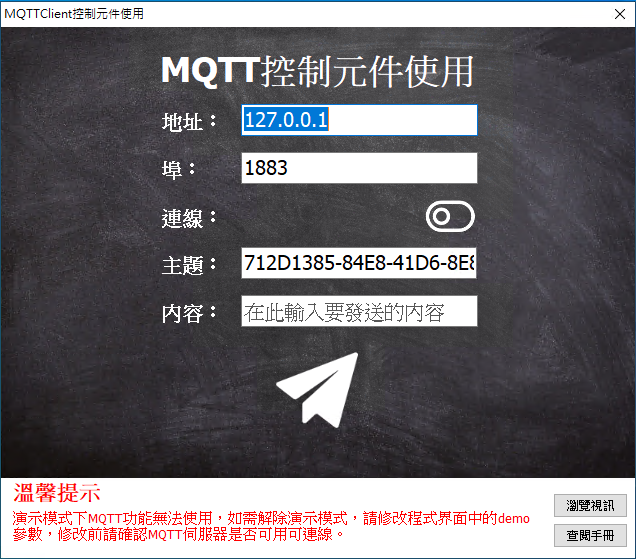 MQTTClient控制元件使用
MQTT控制元件使用
地址：
127.0.0.1
埠：
1883
連線：
主題：
712D1385-84E8-41D6-8E8
內容：
在此輸入要發送的內容
溫馨提示
演示模式下MQTT功能無法使用，如需解除演示模式，請修改程式界面中的demo
參數，修改前請確認MQTT伺服器是否可用可連線。
瀏覽視訊
查閱手冊